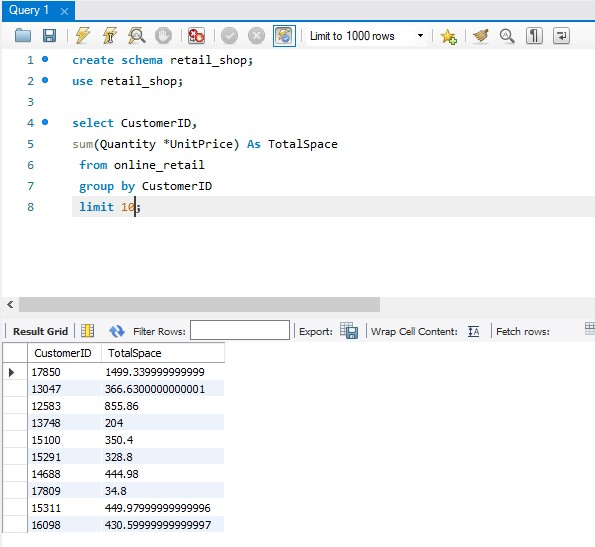 Query 1
Limit to 1000 rows
1 create schema retail_shop;
2 use retail_shop;
3
4 select CustomerID,
5 sum(Quantity *UnitPrice) As TotalSpace
6 from online_retail
7 group by CustomerID
8 limit 10;
Result Grid Filter Rows: Export: Wrap Cell Content: IA Fetch rows:
CustomerID TotalSpace
17850 1499.339999999999
13047 366.6300000000001
12583 855.86
13748 204
15100 350.4
15291 328.8
14688 444.98
17809 34.8
15311 449.97999999999996
16098 430.59999999999997